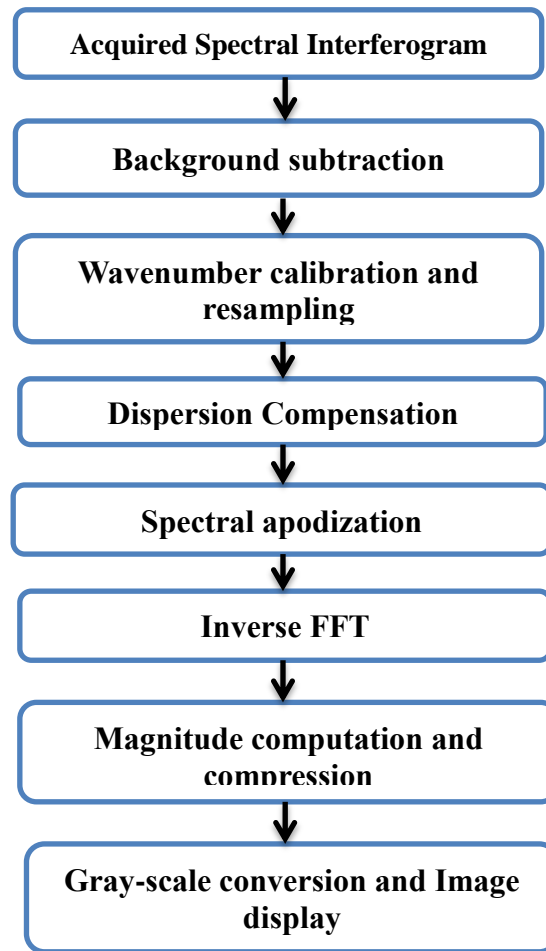 Acquired Spectral Interferogram
Background subtraction
Wavenumber calibration and
resampling
Dispersion Compensation
Spectral apodization
Inverse FFT
Magnitude computation and
compression
Gray-scale conversion and Image
display